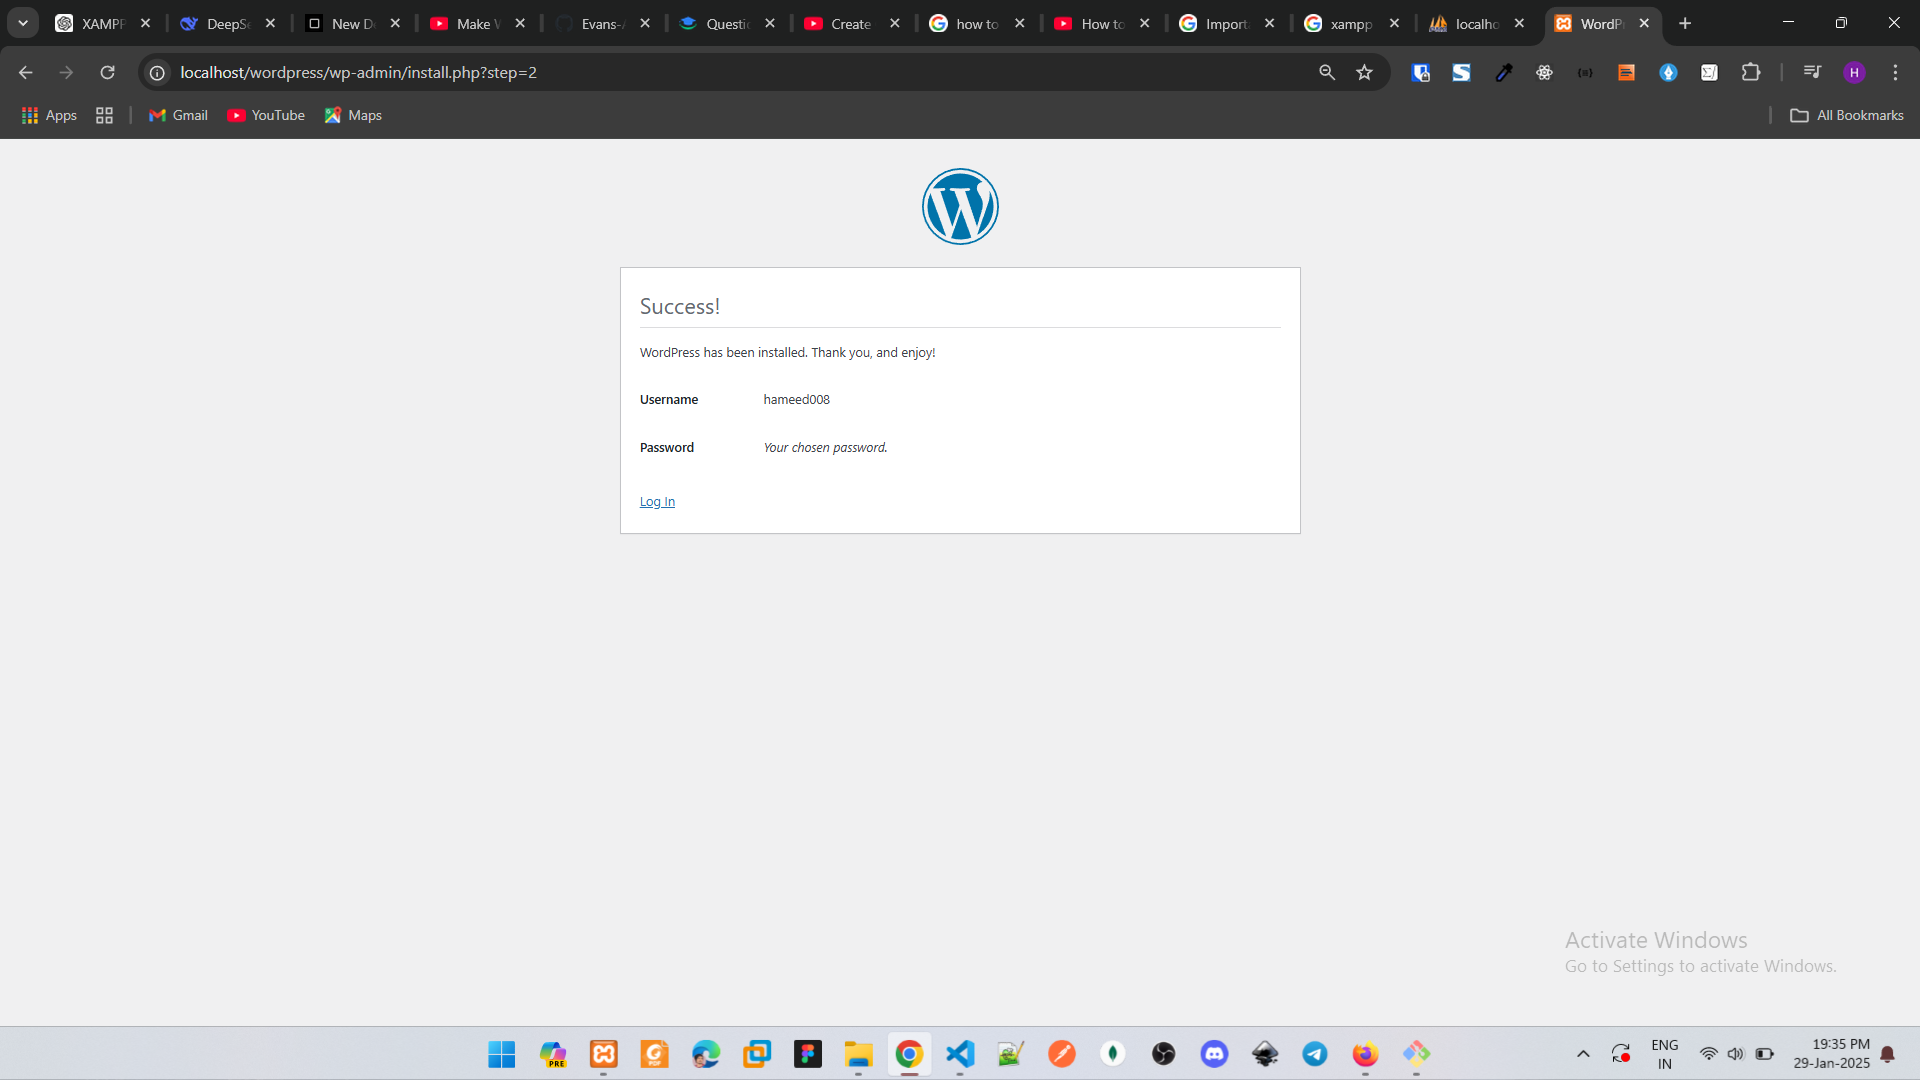 XAMPP
DeepSe
New D
Make W
Evans-
Questic
Create
how to
How to
Import
xampp
localho
WordPr
localhost/wordpress/wp-admin/install.php?step=2
H
Apps
Gmail
YouTube
Maps
All Bookmarks
W
Success!
WordPress has been installed. Thank you, and enjoy!
Username hameed008
Password Your chosen password.
Log In
Activate Windows
Go to Settings to activate Windows.
PRE
ENG
IN
19:35 PM
29-Jan-2025